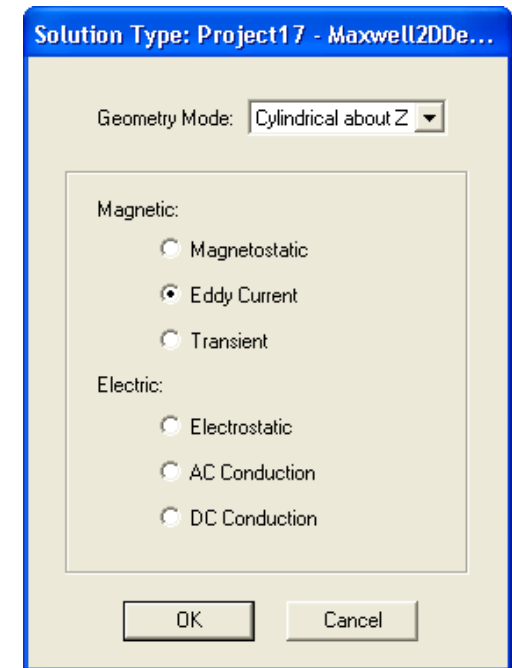 Solution Type: Project17 - Maxwell2DDe...
Geometry Mode: Cylindrical about Z
Magnetic:
Magnetostatic
Eddy Current
Transient
Electric:
Electrostatic
AC Conduction
DC Conduction
OK Cancel